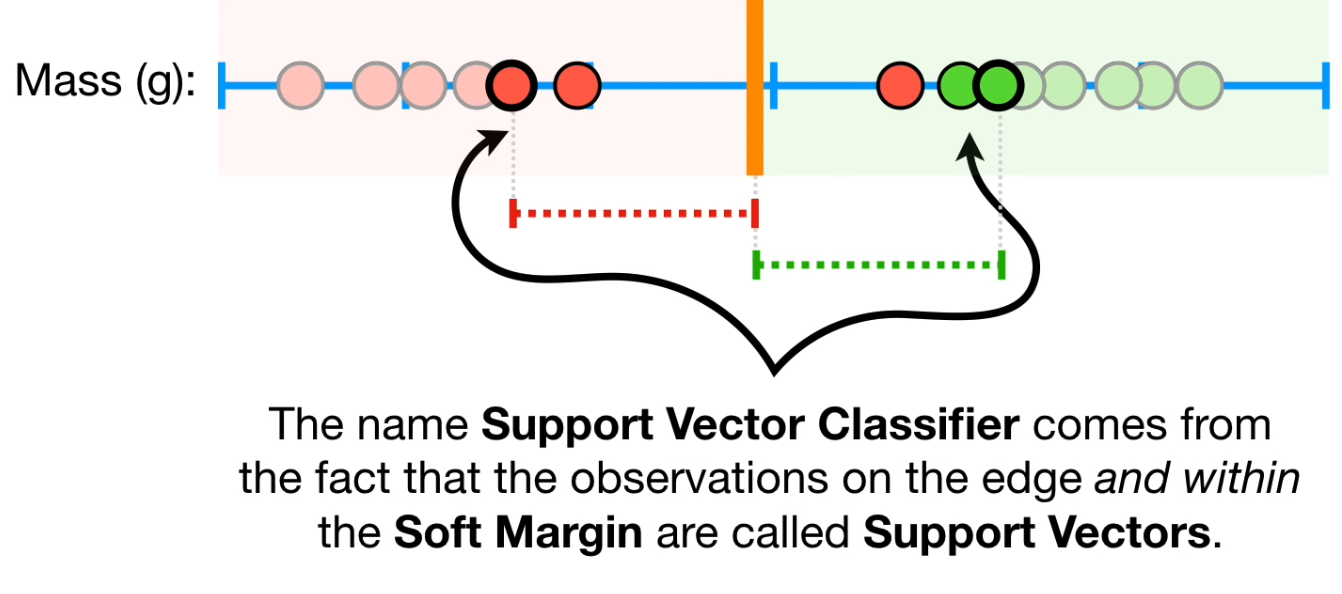 Mass (g):
The name Support Vector Classifier comes from
the fact that the observations on the edge and within
the Soft Margin are called Support Vectors.